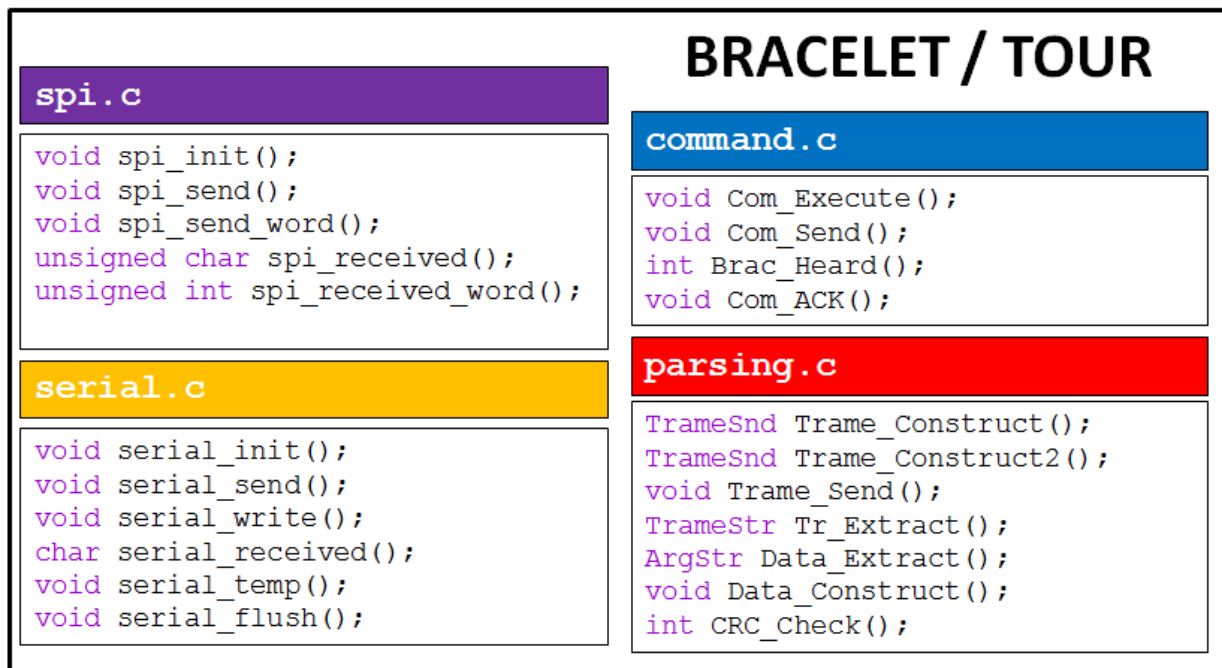 BRACELET / TOUR
spi.c
void spi_init();
void spi_send();
void spi_send_word();
unsigned char spi_received();
unsigned int spi_received_word();
serial.c
void serial_init();
void serial_send();
void serial_write();
char serial_received();
void serial_temp();
void serial_flush();
command.c
void Com_Execute();
void Com_Send();
int Brac_Heard();
void Com_ACK();
parsing.c
TrameSnd Trame_Construct();
TrameSnd Trame_Construct2();
void Trame_Send();
TrameStr Tr_Extract();
ArgStr Data_Extract();
void Data_Construct();
int CRC_Check();